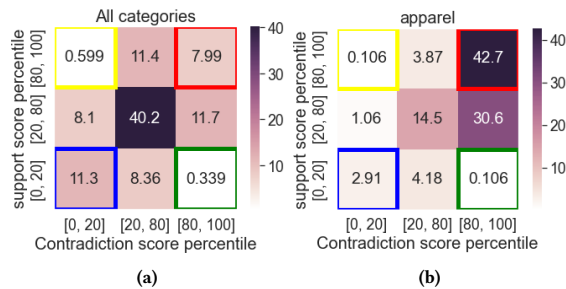 All categories
support score percentile
[80, 100]
[20, 80)
[0, 20)
0.599 11.4 7.99
8.1 40.2 11.7
11.3 8.36 0.339
40
30
20
10
[0, 20) [20, 80) [80, 100]
Contradiction score percentile
(a)
apparel
support score percentile
[80, 100]
[20, 80)
[0, 20)
0.106 3.87 42.7
1.06 14.5 30.6
2.91 4.18 0.106
40
30
20
10
[0, 20) [20, 80) [80, 100]
Contradiction score percentile
(b)